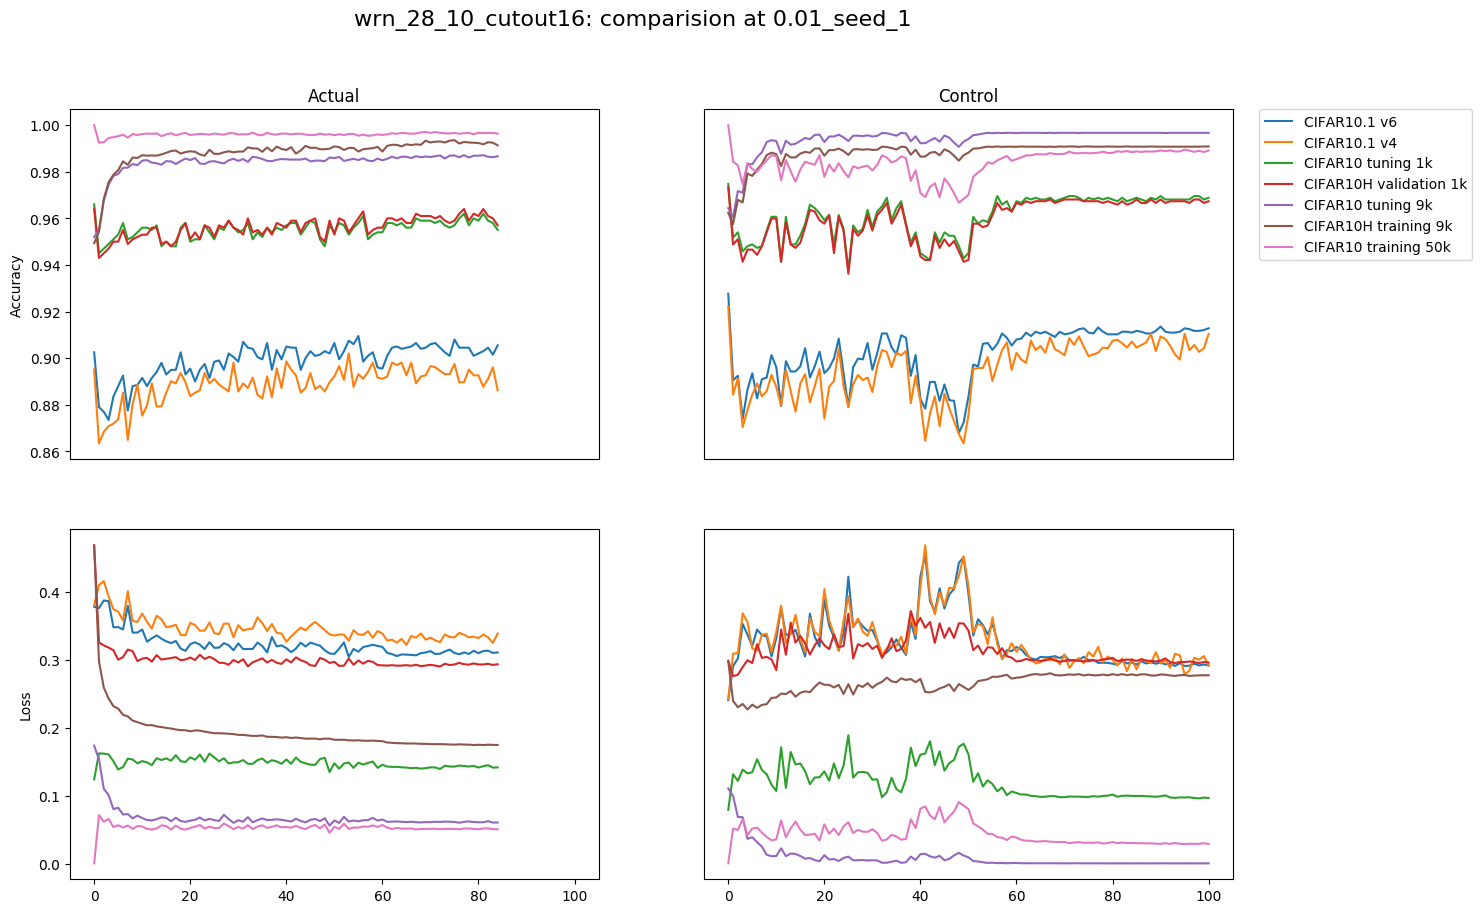 wrn_28_10_cutout16: comparision at 0.01_seed_1
Actual
Control
Accuracy
1.00
0.98
0.96
0.94
0.92
0.90
0.88
0.86
CIFAR10.1 v6
CIFAR10.1 v4
CIFAR10 tuning 1k
CIFAR10H validation 1k
CIFAR10 tuning 9k
CIFAR10H training 9k
CIFAR10 training 50k
Loss
0.4
0.3
0.2
0.1
0.0
0 20 40 60 80 100
0 20 40 60 80 100